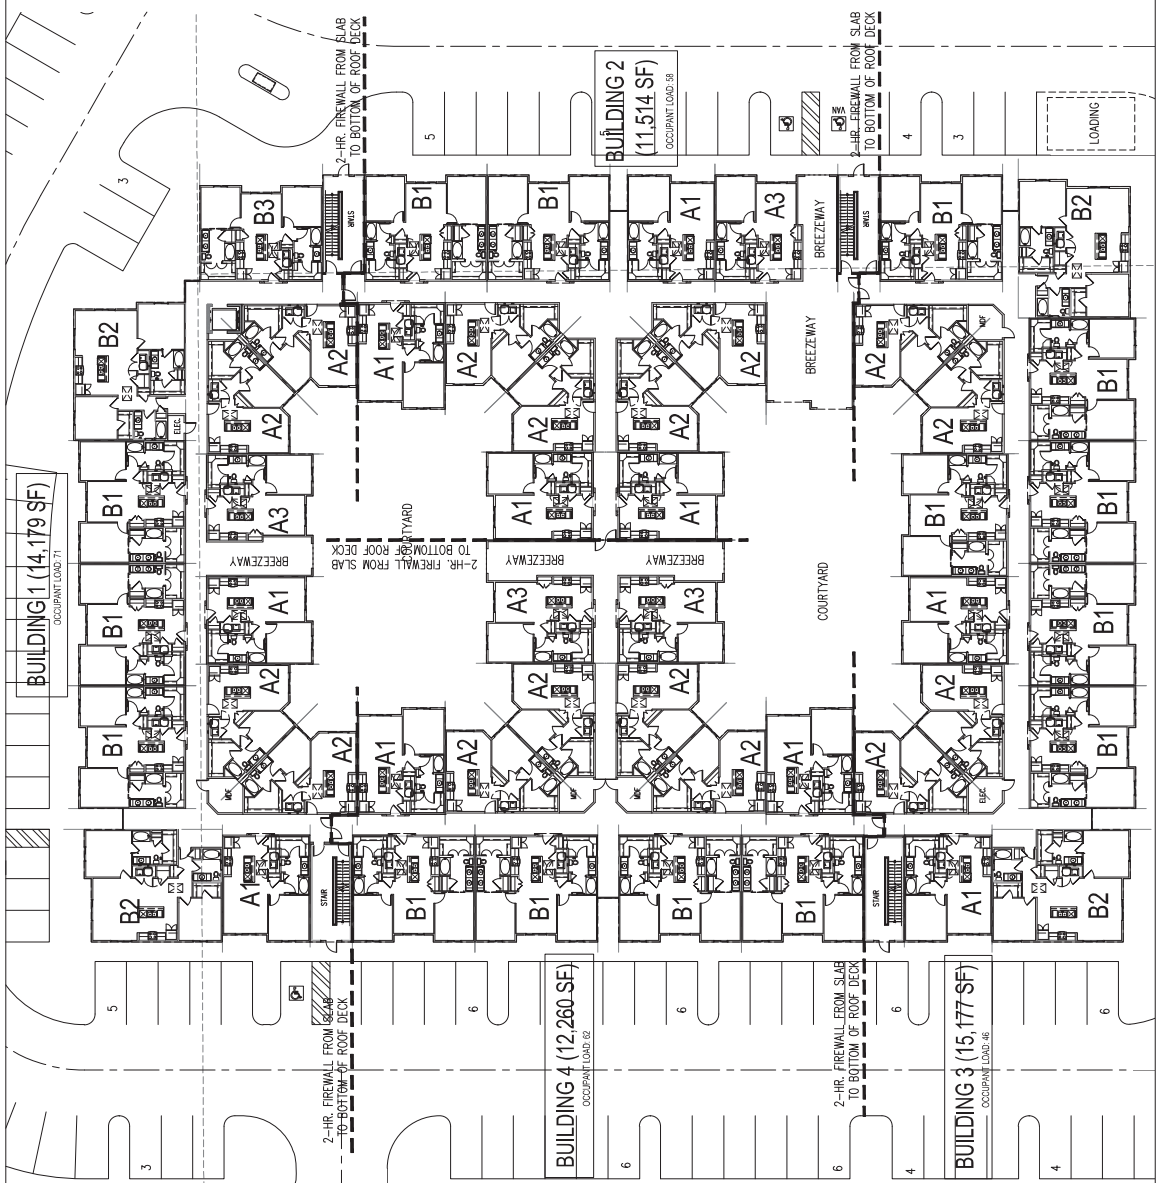 2-HR. FIREWALL FROM SLAB
TO BOTTOM OF ROOF DECK
BUILDING 2
(11,514 SF)
OCCUPANT LOAD: 58
5
5
VAN
2-HR. FIREWALL FROM SLAB
TO BOTTOM OF ROOF DECK
4
3
LOADING
3
B3
STAIR
B1
B1
A1
A3
BREEZEWAY
STAIR
B1
B2
B2
A2
A1
A2
A2
BREEZEWAY
A2
MDF
B1
ELEC.
A2
A2
A2
A2
B1
BUILDING 1 (14,179 SF)
OCCUPANT LOAD: 71
B1
A3
COURTYARD
A1
A1
B1
B1
BREEZEWAY
2-HR. FIREWALL FROM SLAB
TO BOTTOM OF ROOF DECK
BREEZEWAY
BREEZEWAY
COURTYARD
B1
A1
A3
A3
A1
B1
A2
A2
A2
A2
B1
A2
A1
A2
A2
A1
A2
B1
MDF
MDF
ELEC.
B2
A1
STAIR
B1
B1
B1
B1
STAIR
A1
B2
5
2-HR. FIREWALL FROM SLAB
TO BOTTOM OF ROOF DECK
6
BUILDING 4 (12,260 SF)
OCCUPANT LOAD: 62
6
2-HR. FIREWALL FROM SLAB
TO BOTTOM OF ROOF DECK
6
BUILDING 3 (15,177 SF)
OCCUPANT LOAD: 46
6
3
6
6
4
4